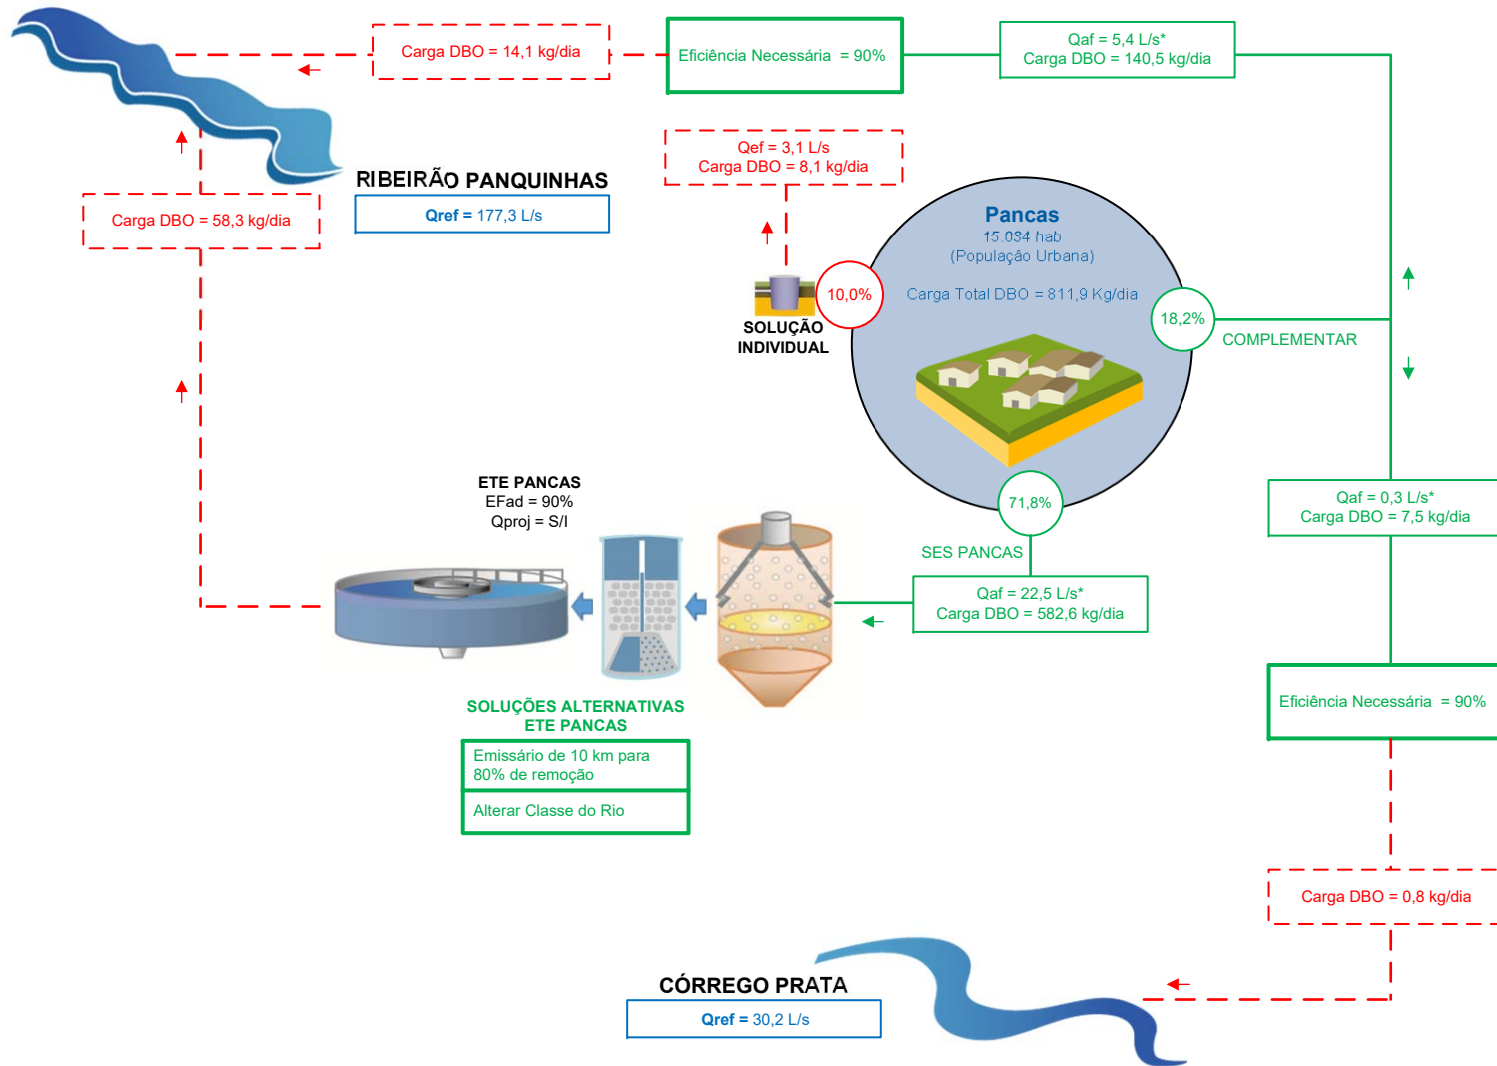 Carga DBO = 14,1 kg/dia
Eficiência Necessária = 90%
Qaf = 5,4 L/s*
Carga DBO = 140,5 kg/dia
Qef = 3,1 L/s
Carga DBO = 8,1 kg/dia
RIBEIRÃO PANQUINHAS
Qref = 177,3 L/s
Carga DBO = 58,3 kg/dia
Pancas
15.034 hab
(População Urbana)
Carga Total DBO = 811,9 Kg/dia
10,0%
SOLUÇÃO
INDIVIDUAL
18,2%
COMPLEMENTAR
71,8%
SES PANCAS
ETE PANCAS
EFad = 90%
Qproj = S/I
Qaf = 0,3 L/s*
Carga DBO = 7,5 kg/dia
Qaf = 22,5 L/s*
Carga DBO = 582,6 kg/dia
SOLUÇÕES ALTERNATIVAS
ETE PANCAS
Emissário de 10 km para
80% de remoção
Alterar Classe do Rio
Eficiência Necessária = 90%
Carga DBO = 0,8 kg/dia
CÓRREGO PRATA
Qref = 30,2 L/s